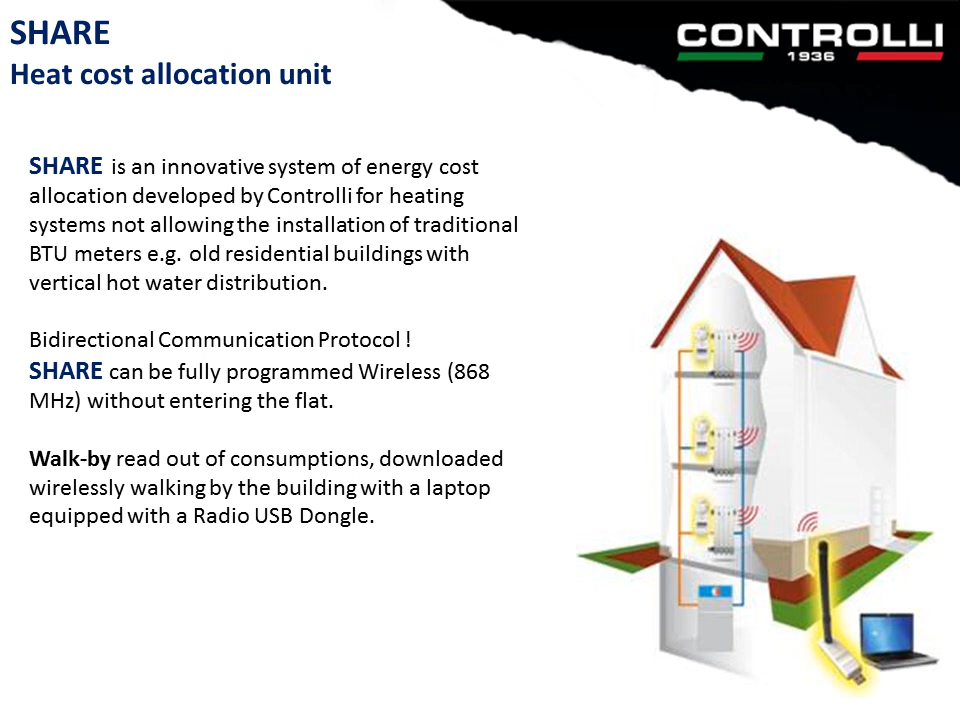 SHARE
Heat cost allocation unit
CONTROLLI
1936
SHARE is an innovative system of energy cost
allocation developed by Controlli for heating
systems not allowing the installation of traditional
BTU meters e.g. old residential buildings with
vertical hot water distribution.
Bidirectional Communication Protocol !
SHARE can be fully programmed Wireless (868
MHz) without entering the flat.
Walk-by read out of consumptions, downloaded
wirelessly walking by the building with a laptop
equipped with a Radio USB Dongle.